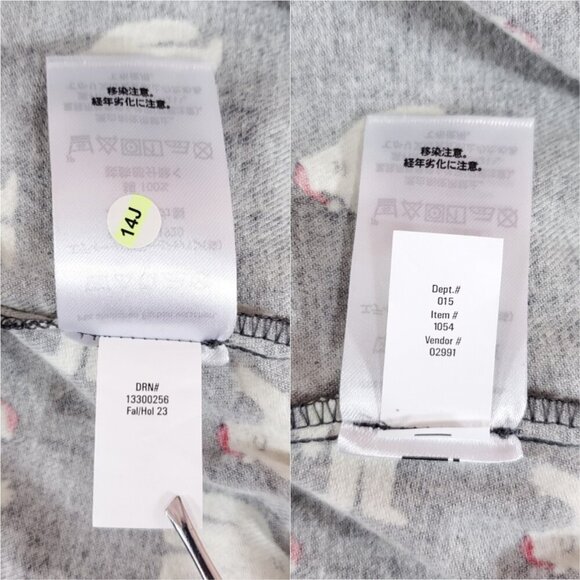 移染注意。
経年劣化に注意。
14J
DRN#
13300256
Fal/Hol 23
移染注意。
経年劣化に注意。
Dept.#
015
Item #
1054
Vendor #
02991